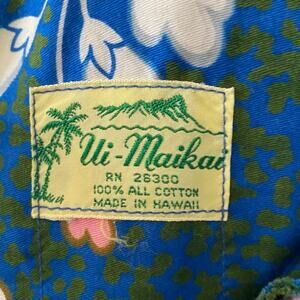 Ui-Maikai
RN 26300
100% ALL COTTON
MADE IN HAWAII